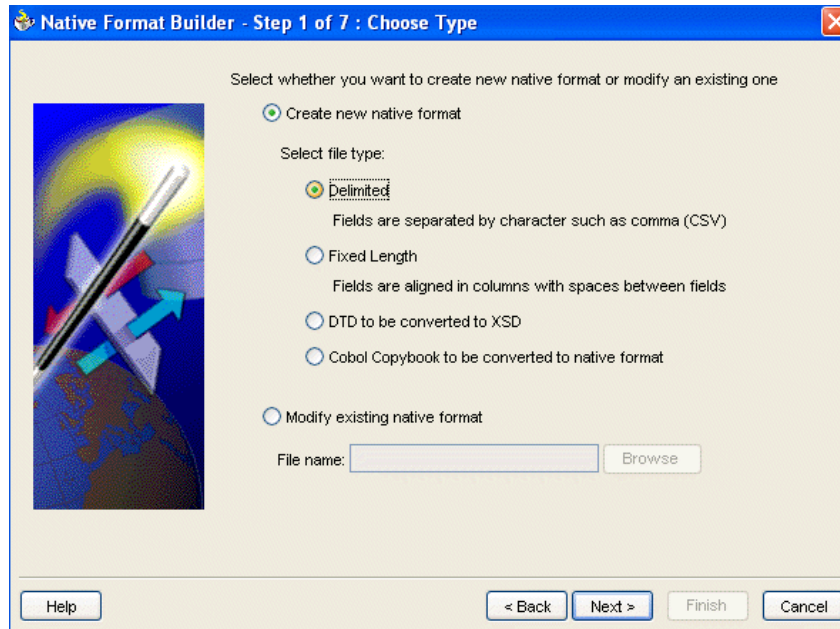 Native Format Builder - Step 1 of 7 : Choose Type
Select whether you want to create new native format or modify an existing one
Create new native format
Select file type:
Delimited
Fields are separated by character such as comma (CSV)
Fixed Length
Fields are aligned in columns with spaces between fields
DTD to be converted to XSD
Cobol Copybook to be converted to native format
Modify existing native format
File name:
Browse
Help
< Back
Next >
Finish
Cancel